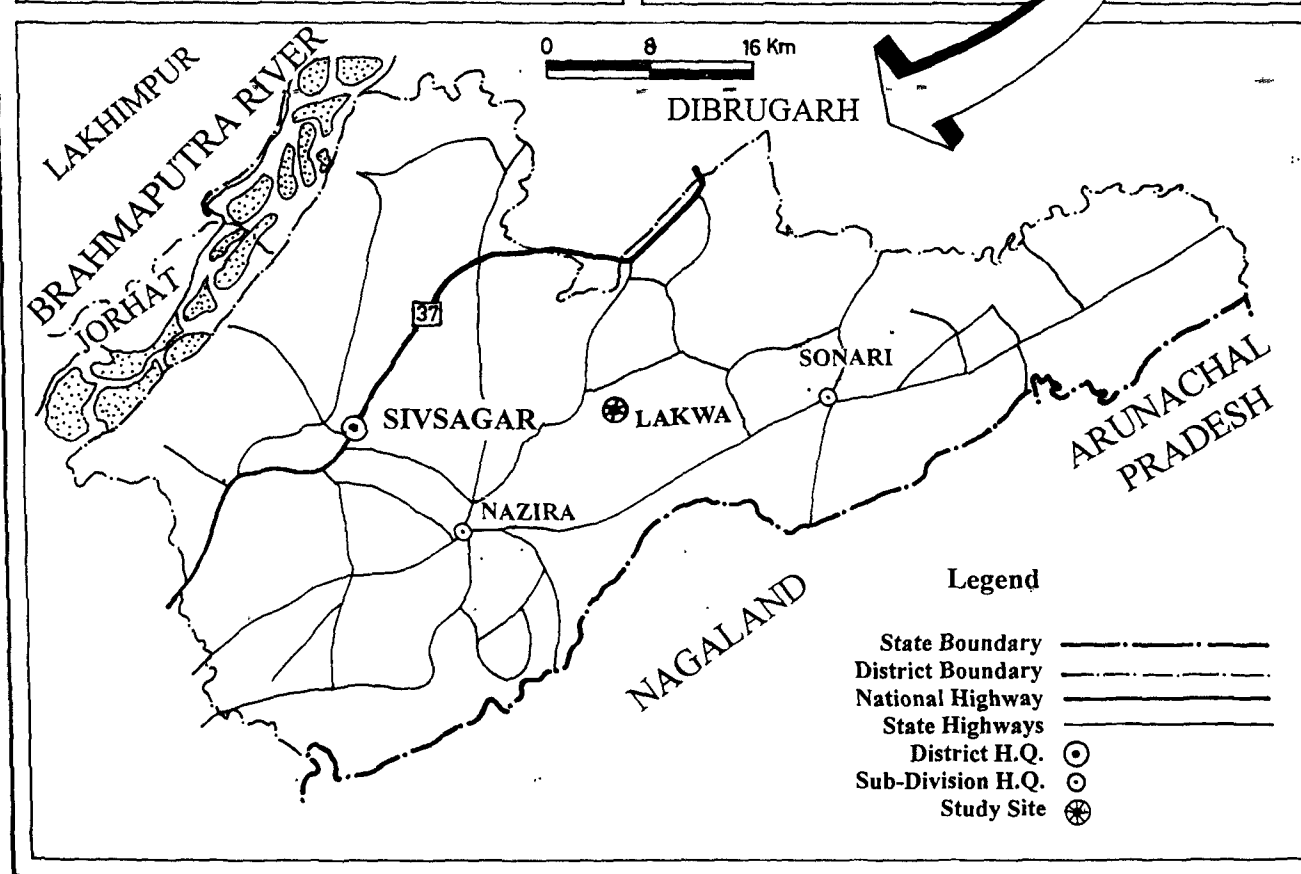 0 8 16 Km
LAKHIMPUR
BRAHMAPUTRA RIVER
DIBRUGARH
JORHAT
37
SONARI
SIVSAGAR
LAKWA
ARUNACHAL
PRADESH
NAZIRA
NAGALAND
Legend
State Boundary
District Boundary
National Highway
State Highways
District H.Q.
Sub-Division H.Q.
Study Site